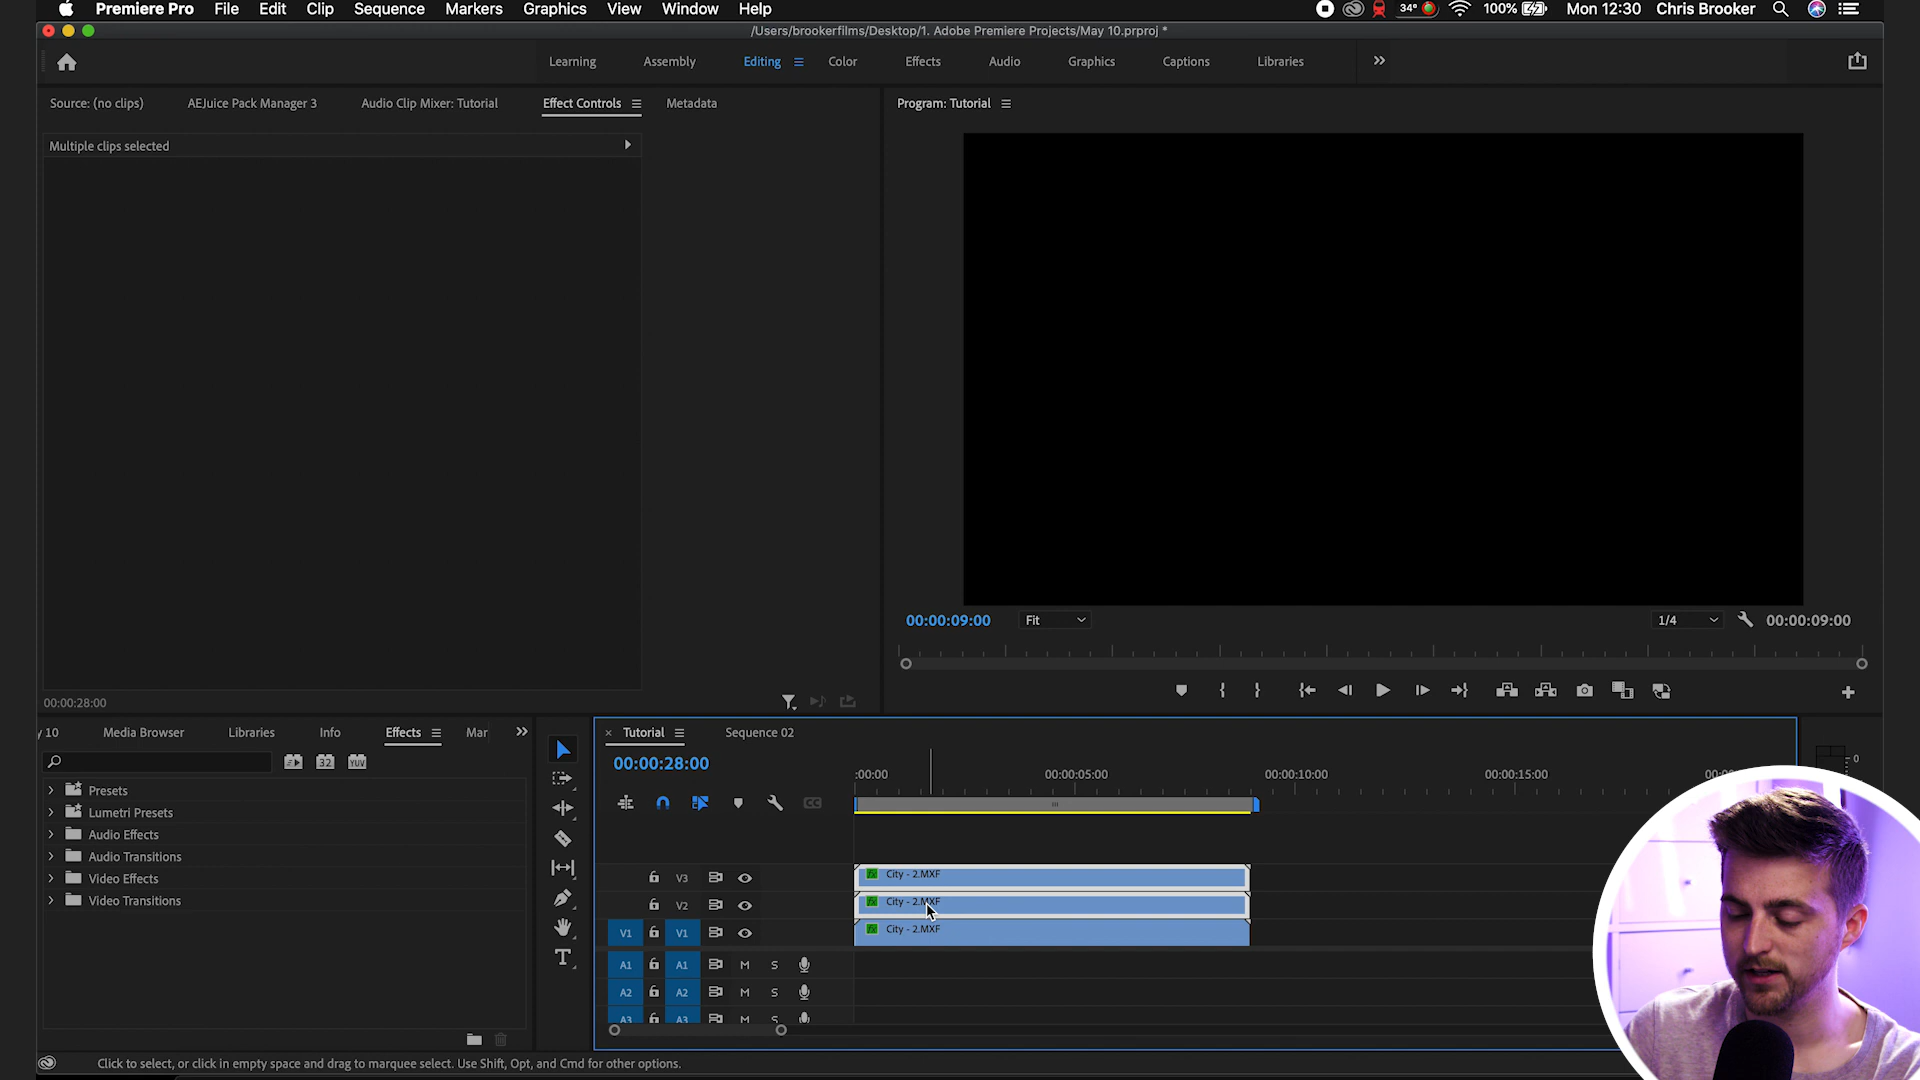 Premiere Pro File Edit Clip Sequence Markers Graphics View Window Help 34° 100% Mon 12:30 Chris Brooker
/Users/brookerfilms/Desktop/1. Adobe Premiere Projects/May 10.prproj *
Learning Assembly Editing Color Effects Audio Graphics Captions Libraries
Source: (no clips) AEJuice Pack Manager 3 Audio Clip Mixer: Tutorial Effect Controls Metadata
Program: Tutorial
Multiple clips selected
00:00:09:00 Fit 1/4 00:00:09:00
00:00:28:00
y 10 Media Browser Libraries Info Effects Mar
32 YUV
Presets
Lumetri Presets
Audio Effects
Audio Transitions
Video Effects
Video Transitions
Tutorial Sequence 02
00:00:28:00
:00:00 00:00:05:00 00:00:10:00 00:00:15:00
0
V3 City - 2.MXF
V2 City - 2.MXF
V1 V1 City - 2.MXF
A1 A1 M S
A2 A2 M S
A3 A3 M S
T
Click to select, or click in empty space and drag to marquee select. Use Shift, Opt, and Cmd for other options.